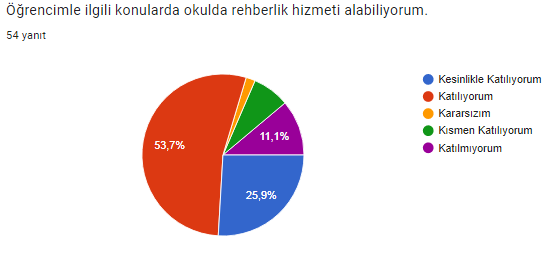 Öğrencimle ilgili konularda okulda rehberlik hizmeti alabiliyorum.
54 yanıt
Kesinlikle Katılıyorum
Katılıyorum
Kararsızım
Kısmen Katılıyorum
Katılmıyorum
53,7%
11,1%
25,9%